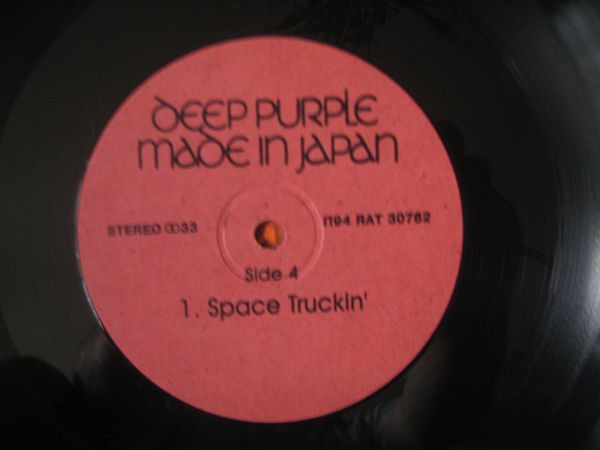 DEEP PURPLE
MADE IN JAPAN
STEREO ꝏ33
П94 RAT 30762
Side 4
1. Space Truckin'